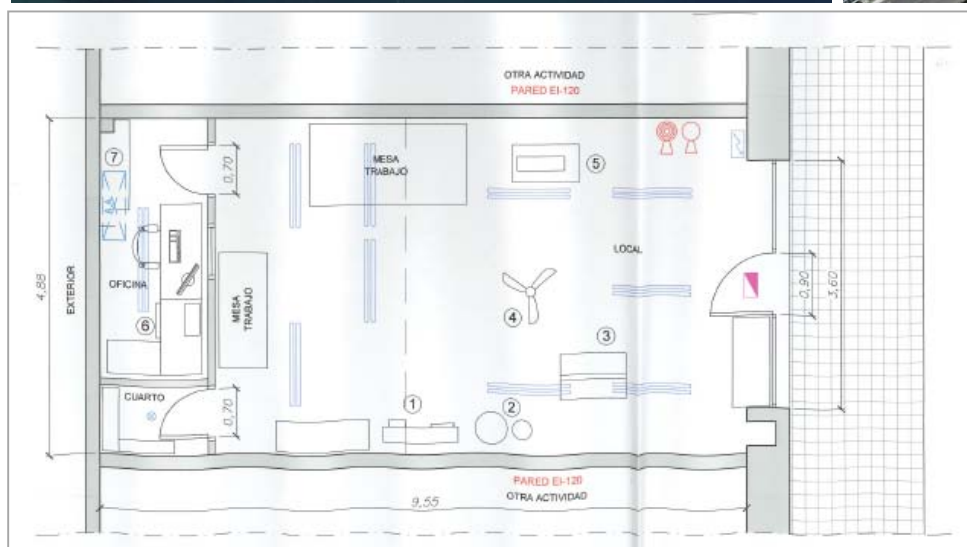 OTRA ACTIVIDAD
PARED EI-120
7
0,70
MESA
TRABAJO
5
LOCAL
4,88
EXTERIOR
OFICINA
MESA
TRABAJO
6
4
3
0,90
3,60
CUARTO
0,70
1
2
PARED EI-120
OTRA ACTIVIDAD
9,55